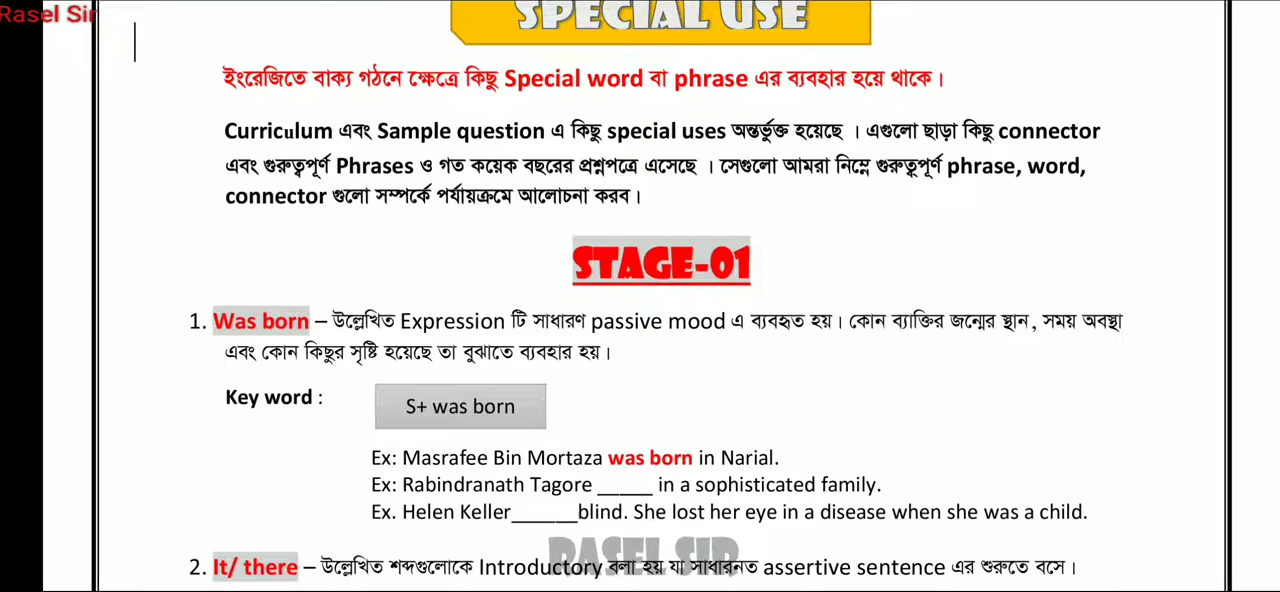 Rasel Sir
SPECIAL USE
ইংরেজিতে বাক্য গঠনে ক্ষেত্রে কিছু Special word বা phrase এর ব্যবহার হয়ে থাকে।
Curriculum এবং Sample question এ কিছু special uses অন্তর্ভুক্ত হয়েছে । এগুলো ছাড়া কিছু connector
এবং গুরুত্বপূর্ণ Phrases ও গত কয়েক বছরের প্রশ্নপত্রে এসেছে । সেগুলো আমরা নিম্নে গুরুত্বপূর্ণ phrase, word,
connector গুলো সম্পর্কে পর্যায়ক্রমে আলোচনা করব।
STAGE-01
1. Was born – উল্লেখিত Expression টি সাধারণ passive mood এ ব্যবহৃত হয়। কোন ব্যাক্তির জন্মের স্থান, সময় অবস্থা
এবং কোন কিছুর সৃষ্টি হয়েছে তা বুঝাতে ব্যবহার হয়।
Key word :
S+ was born
Ex: Masrafee Bin Mortaza was born in Narial.
Ex: Rabindranath Tagore _____ in a sophisticated family.
Ex. Helen Keller______blind. She lost her eye in a disease when she was a child.
RASEL SIR
2. It/ there – উল্লেখিত শব্দগুলোকে Introductory বলা হয় যা সাধারনত assertive sentence এর শুরুতে বসে।